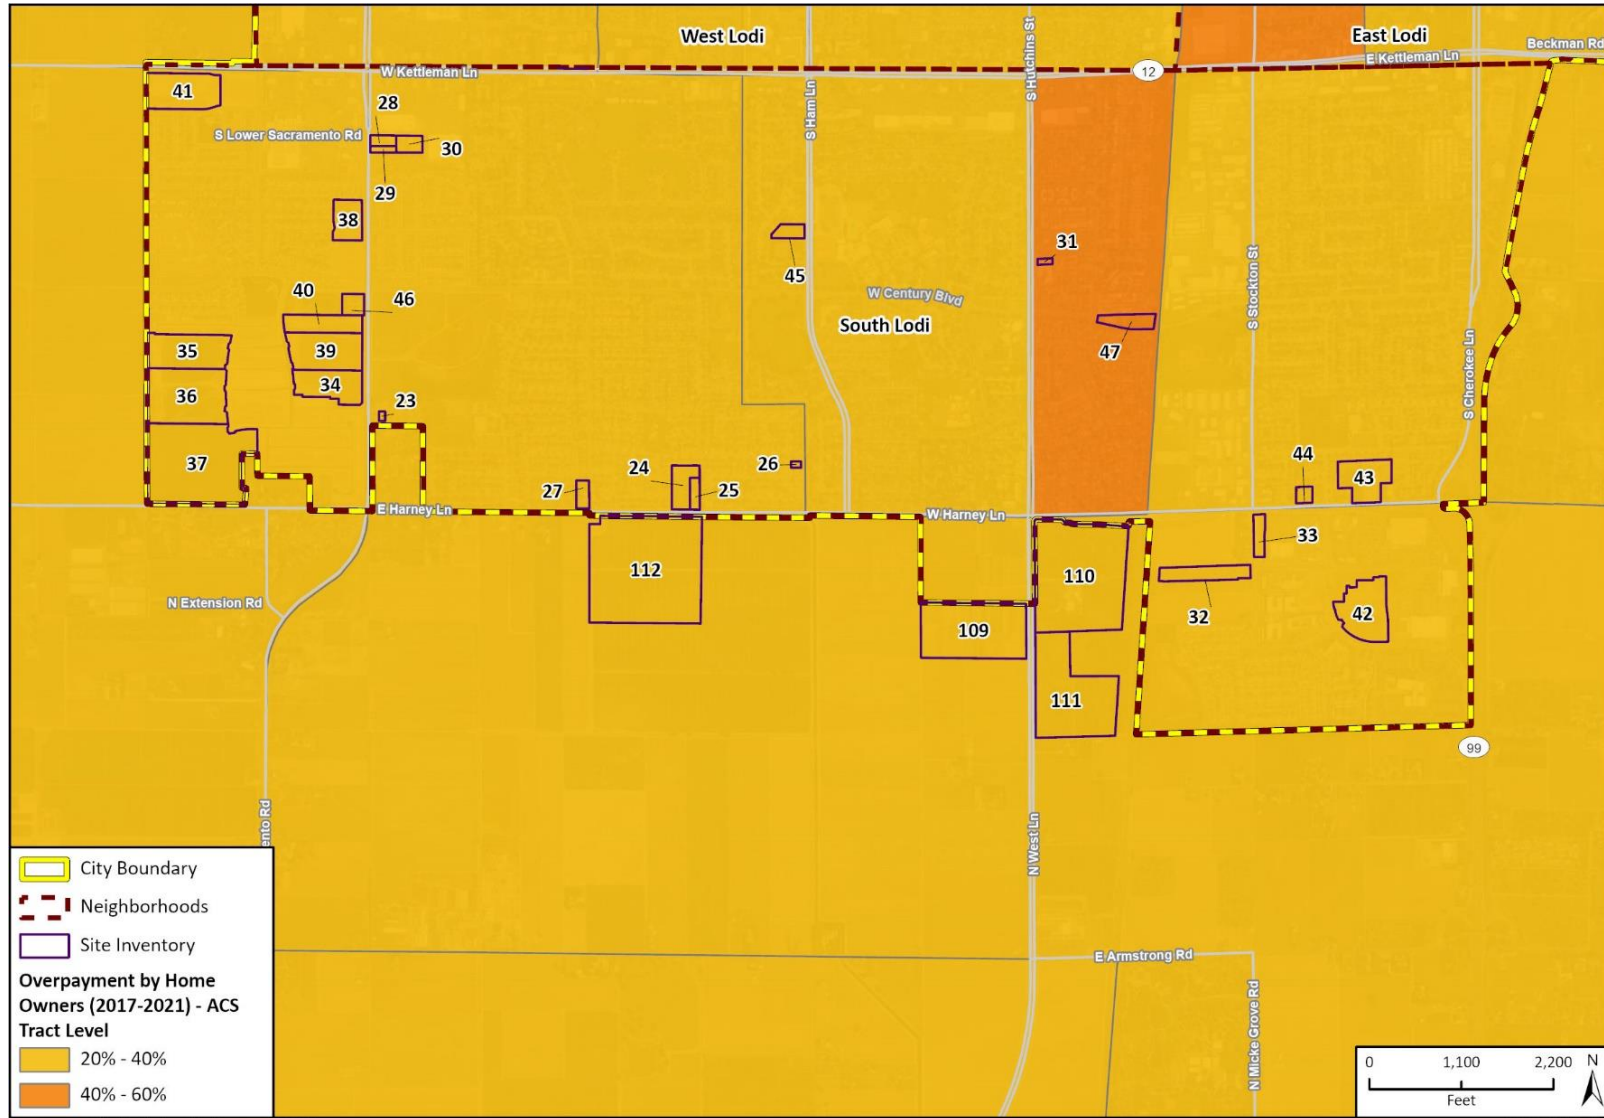 West Lodi
East Lodi
Beckman Rd
E Kettleman Ln
W Kettleman Ln
12
S Hutchins St
S Ham Ln
41
28
S Lower Sacramento Rd
30
29
38
31
45
40
46
W Century Blvd
S Stockton St
South Lodi
47
35
39
S Cherokee Ln
36
34
23
37
24
26
44
43
27
25
E Harney Ln
W Harney Ln
33
112
110
N Extension Rd
32
42
109
111
99
ento Rd
N West Ln
E Armstrong Rd
N Micke Grove Rd
City Boundary
Neighborhoods
Site Inventory
Overpayment by Home
Owners (2017-2021) - ACS
Tract Level
20% - 40%
40% - 60%
0 1,100 2,200 N
Feet